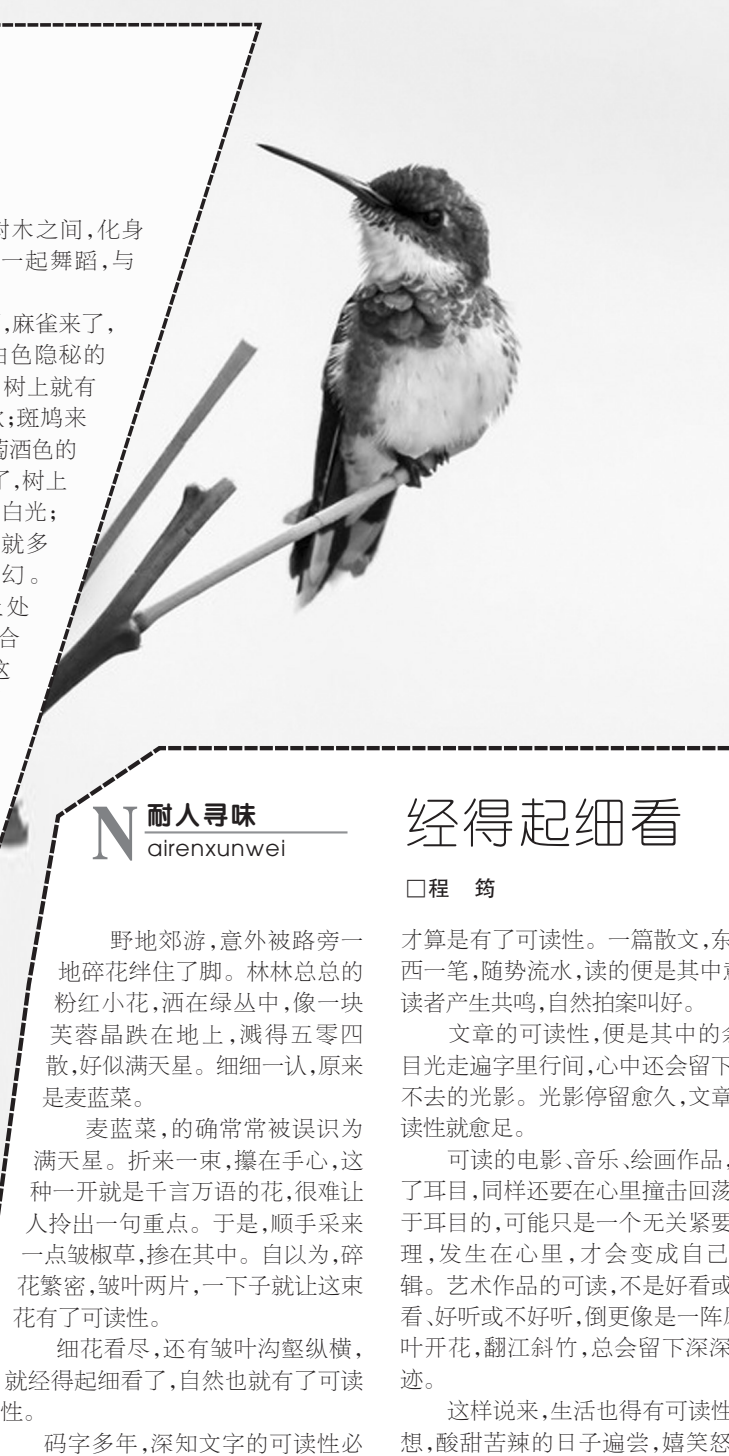 树木之间,化身
一起舞蹈,与
,麻雀来了,
白色隐秘的
树上就有
;斑鸠来
萄酒色的
了,树上
白光;
就多
幻。
处
合
这
N 耐人寻味
airenxunwei
经得起细看
□程 筠
野地郊游,意外被路旁一
地碎花绊住了脚。林林总总的
粉红小花,洒在绿丛中,像一块
芙蓉晶跌在地上,溅得五零四
散,好似满天星。细细一认,原来
是麦蓝菜。
麦蓝菜,的确常常被误识为
满天星。折来一束,攥在手心,这
种一开就是千言万语的花,很难让
人拎出一句重点。于是,顺手采来
一点皱椒草,掺在其中。自以为,碎
花繁密,皱叶两片,一下子就让这束
花有了可读性。
细花看尽,还有皱叶沟壑纵横,
就经得起细看了,自然也就有了可读
性。
码字多年,深知文字的可读性必
才算是有了可读性。一篇散文,东
西一笔,随势流水,读的便是其中意
读者产生共鸣,自然拍案叫好。
文章的可读性,便是其中的余
目光走遍字里行间,心中还会留下
不去的光影。光影停留愈久,文章
读性就愈足。
可读的电影、音乐、绘画作品,
了耳目,同样还要在心里撞击回荡
于耳目的,可能只是一个无关紧要
理,发生在心里,才会变成自己
辑。艺术作品的可读,不是好看或
看、好听或不好听,倒更像是一阵风
叶开花,翻江斜竹,总会留下深深
迹。
这样说来,生活也得有可读性
想,酸甜苦辣的日子遍尝,嬉笑怒